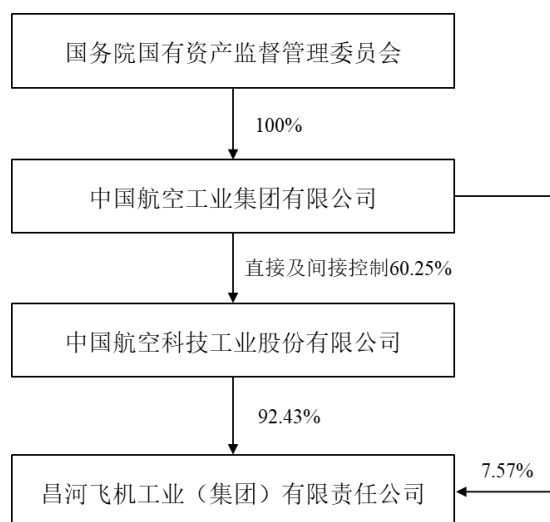 国务院国有资产监督管理委员会
100%
中国航空工业集团有限公司
直接及间接控制60.25%
中国航空科技工业股份有限公司
92.43%
7.57%
昌河飞机工业（集团）有限责任公司